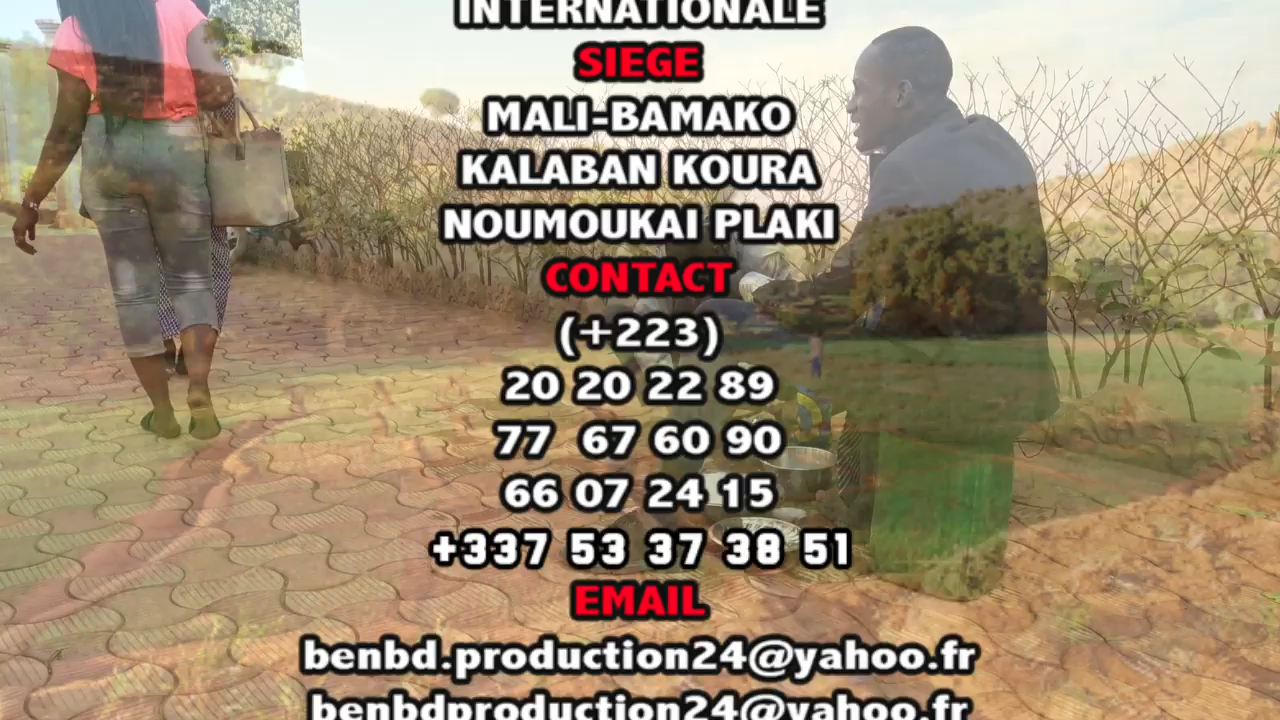 INTERNATIONALE
SIEGE
MALI-BAMAKO
KALABAN KOURA
NOUMOUKAI PLAKI
CONTACT
(+223)
20 20 22 89
77 67 60 90
66 07 24 15
+337 53 37 38 51
EMAIL
benbd.production24@yahoo.fr
benbdproduction24@yahoo.fr